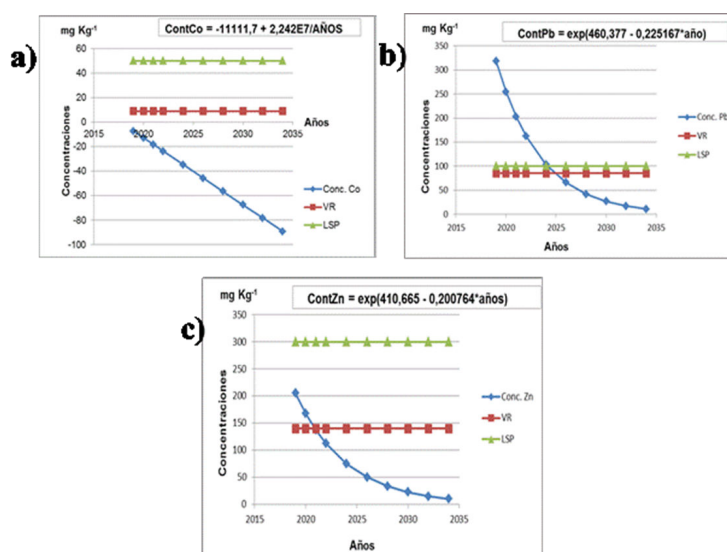 a)
mg Kg-1
ContCo = -11111,7 + 2,242E7/AÑOS
Concentraciones
60
40
20
0
-20
-40
-60
-80
-100
2015
2020
2025
2030
2035
Años
Conc. Co
VR
LSP
b)
mg Kg-1
ContPb = exp(460,377 - 0,225167*año)
Concentraciones
350
300
250
200
150
100
50
0
2015
2020
2025
2030
2035
Años
Conc. Pb
VR
LSP
c)
mg Kg-1
ContZn = exp(410,665 - 0,200764*años)
Concentraciones
350
300
250
200
150
100
50
0
2015
2020
2025
2030
2035
Años
Conc. Zn
VR
LSP